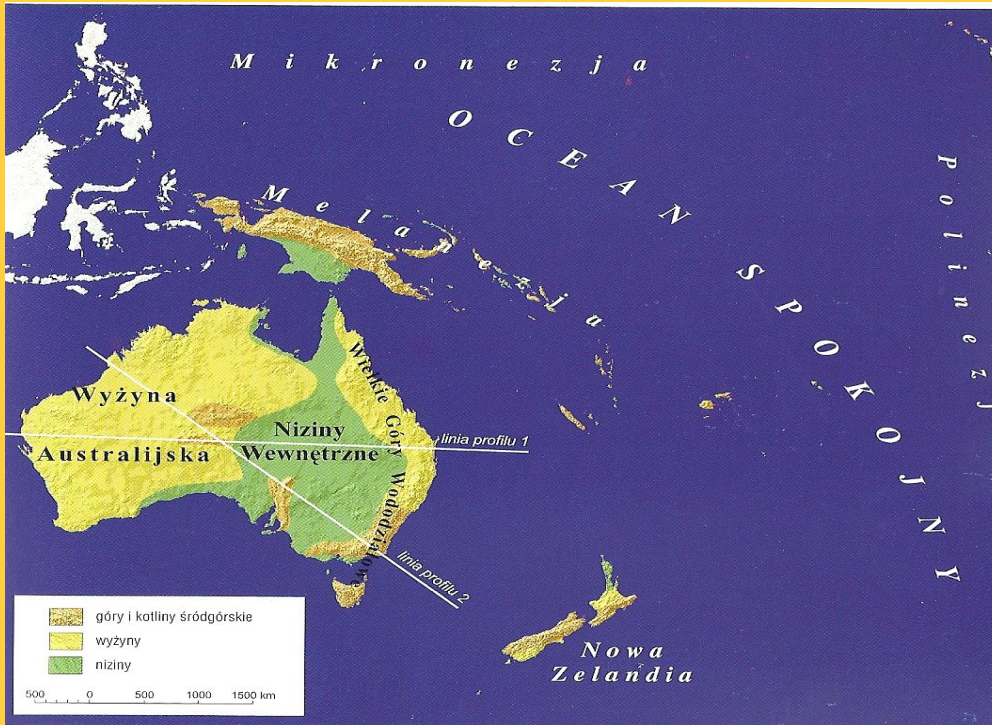 Mikronezja
OCEAN SPOKOJNY
Polinezj
Melanezja
Wyżyna
Australijska
Niziny
Wewnętrzne
Wielkie Góry Wododziałowe
linia profilu 1
linia profilu 2
Nowa
Zelandia
góry i kotliny śródgórskie
wyżyny
niziny
500 0 500 1000 1500 km